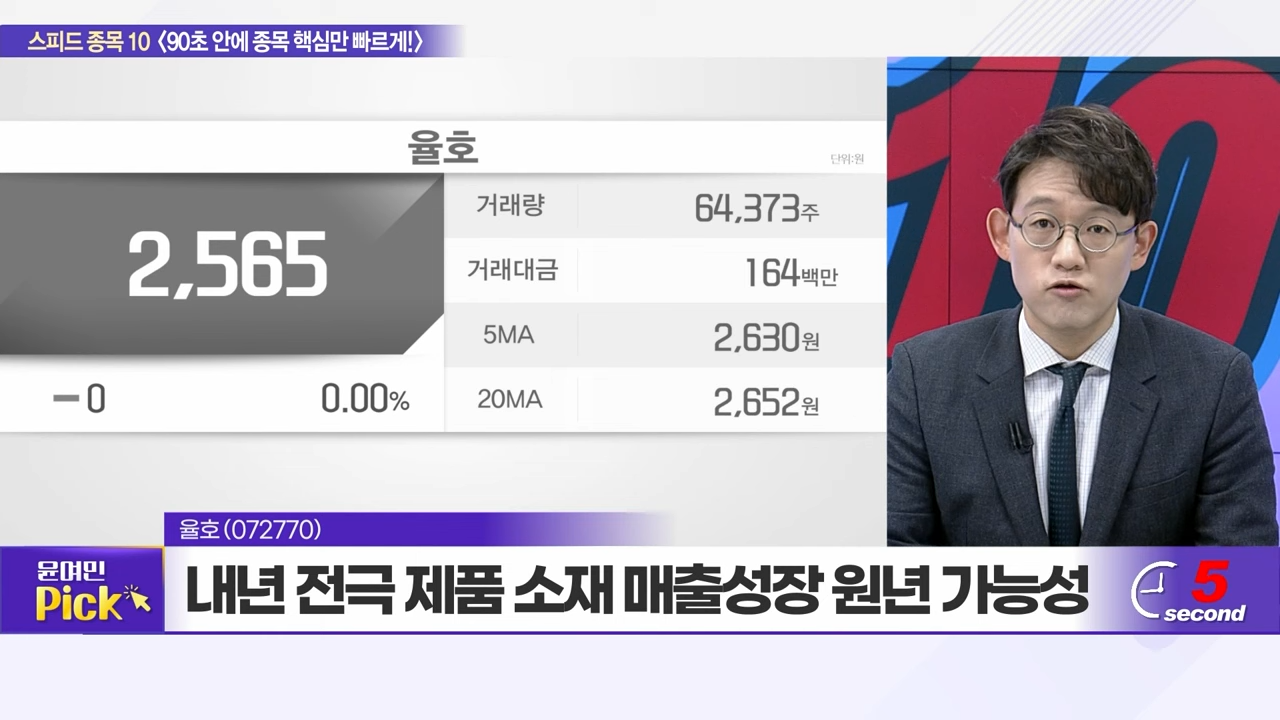 스피드 종목 10 〈90초 안에 종목 핵심만 빠르게!〉
율호
단위:원
2,565
0 0.00%
거래량 64,373주
거래대금 164백만
5MA 2,630원
20MA 2,652원
10
율호(072770)
윤여민
Pick
내년 전극 제품 소재 매출성장 원년 가능성
5
second